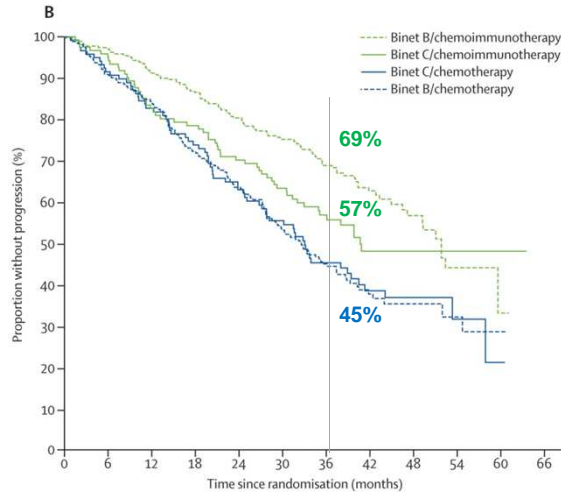 B
Binet B/chemoimmunotherapy
Binet C/chemoimmunotherapy
Binet C/chemotherapy
Binet B/chemotherapy
Proportion without progression (%)
100
90
80
70
60
50
40
30
20
10
0
69%
57%
45%
0 6 12 18 24 30 36 42 48 54 60 66
Time since randomisation (months)